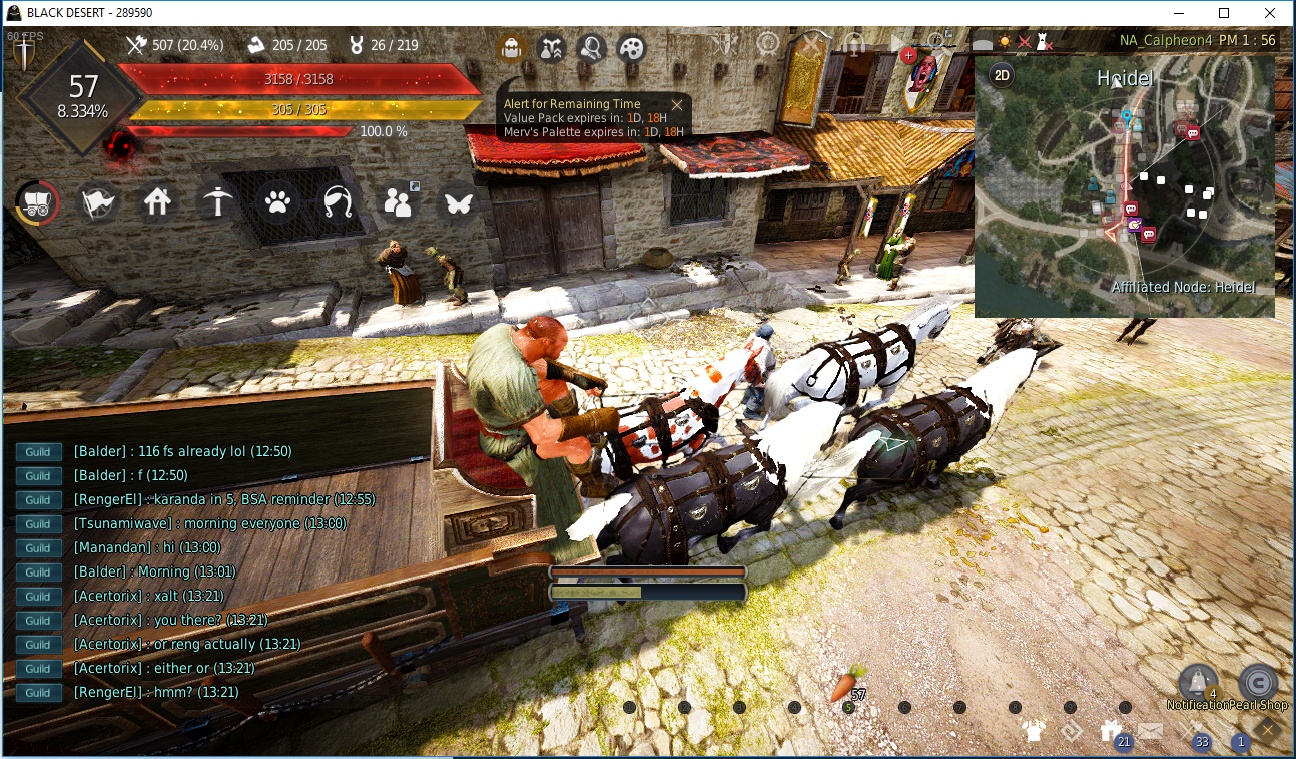 BLACK DESERT - 289590
60 FPS
507 (20.4%)
205 / 205
26 / 219
NA_Calpheon4 PM 1 : 56
57
8.334%
3158 / 3158
305 / 305
100.0 %
Alert for Remaining Time
Value Pack expires in: 1D, 18H
Merv's Palette expires in: 1D, 18H
2D
Heidel
Affiliated Node: Heidel
Guild [Balder] : 116 fs already lol (12:50)
Guild [Balder] : f (12:50)
Guild [RengerEl] : karanda in 5, BSA reminder (12:55)
Guild [Tsunamiwave] : morning everyone (13:00)
Guild [Manandan] : hi (13:00)
Guild [Balder] : Morning (13:01)
Guild [Acertorix] : xalt (13:21)
Guild [Acertorix] : you there? (13:21)
Guild [Acertorix] : or reng actually (13:21)
Guild [Acertorix] : either or (13:21)
Guild [RengerEl] : hmm? (13:21)
57
5
7
8
9
4
Notification
Pearl Shop
21
33
1